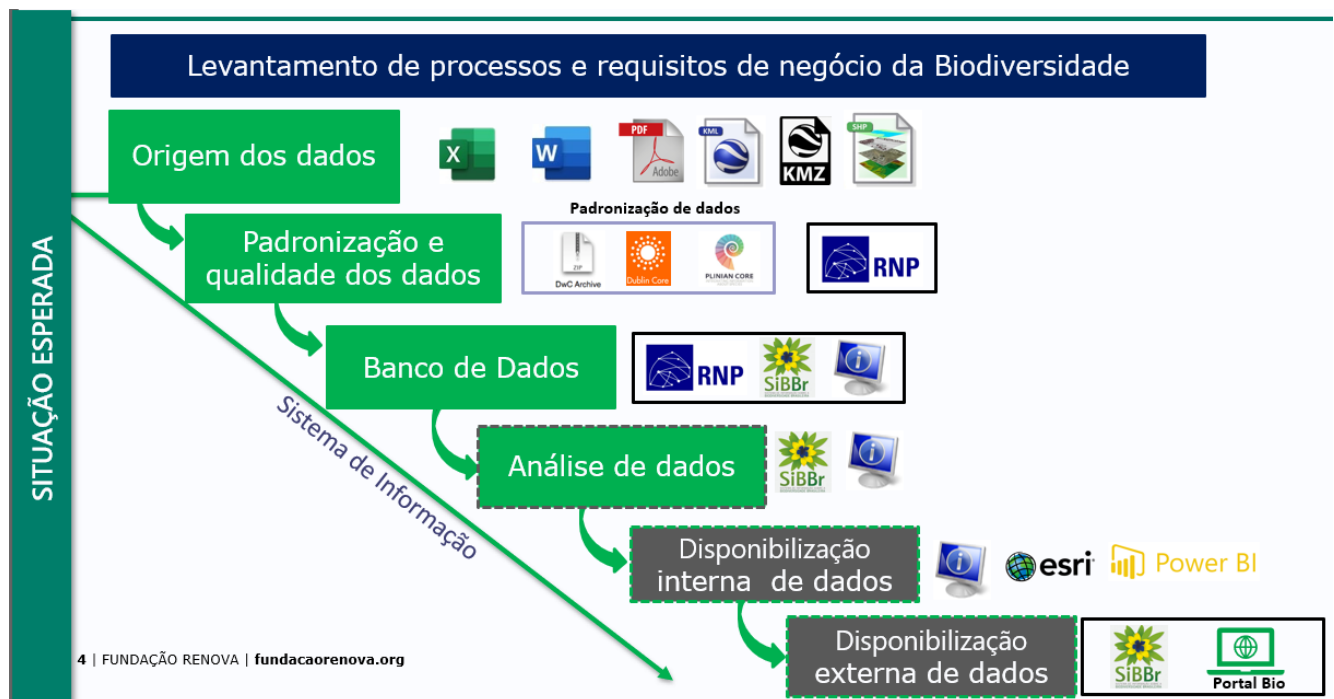 Levantamento de processos e requisitos de negócio da Biodiversidade
SITUAÇÃO ESPERADA
Origem dos dados
X
W
PDF
Adobe
KML
KMZ
SHP
Padronização e
qualidade dos dados
Padronização de dados
ZIP
DwC Archive
Dublin Core
PLINIAN CORE
RNP
Banco de Dados
RNP
SiBBr
Sistema de Informação
Análise de dados
SiBBr
Disponibilização
interna de dados
esri
Power BI
Disponibilização
externa de dados
SiBBr
Portal Bio
4 | FUNDAÇÃO RENOVA | fundacaorenova.org